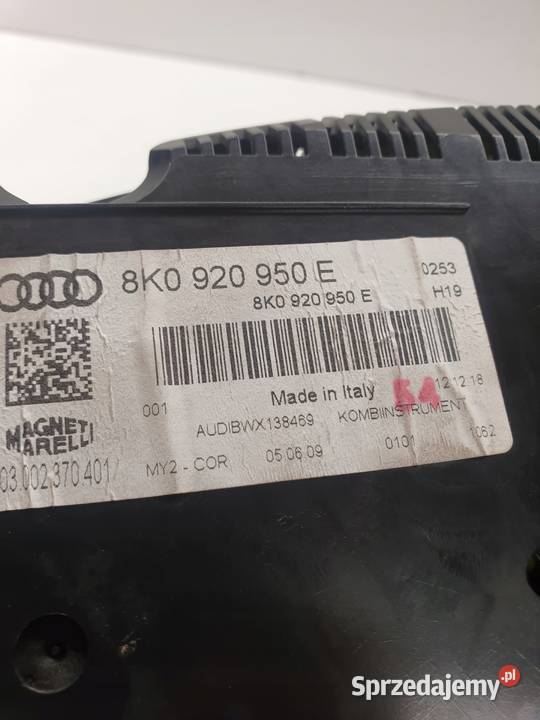 8K0 920 950 E
0253
8K0 920 950 E
H19
001
Made in Italy
12:12:18
MAGNETI
MARELLI
AUDIBWX138469
KOMBIINSTRUMENT
03.002.370.401
MY2 - COR
05.06.09
0101
1062
Sprzedajemy.pl